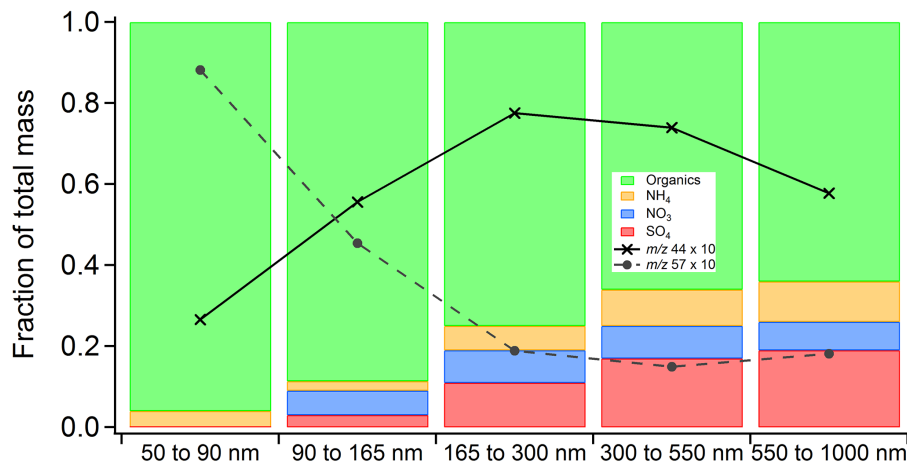 Fraction of total mass
1.0
0.8
0.6
0.4
0.2
0.0
Organics
NH₄
NO₃
SO₄
m/z 44 x 10
m/z 57 x 10
50 to 90 nm 90 to 165 nm 165 to 300 nm 300 to 550 nm 550 to 1000 nm